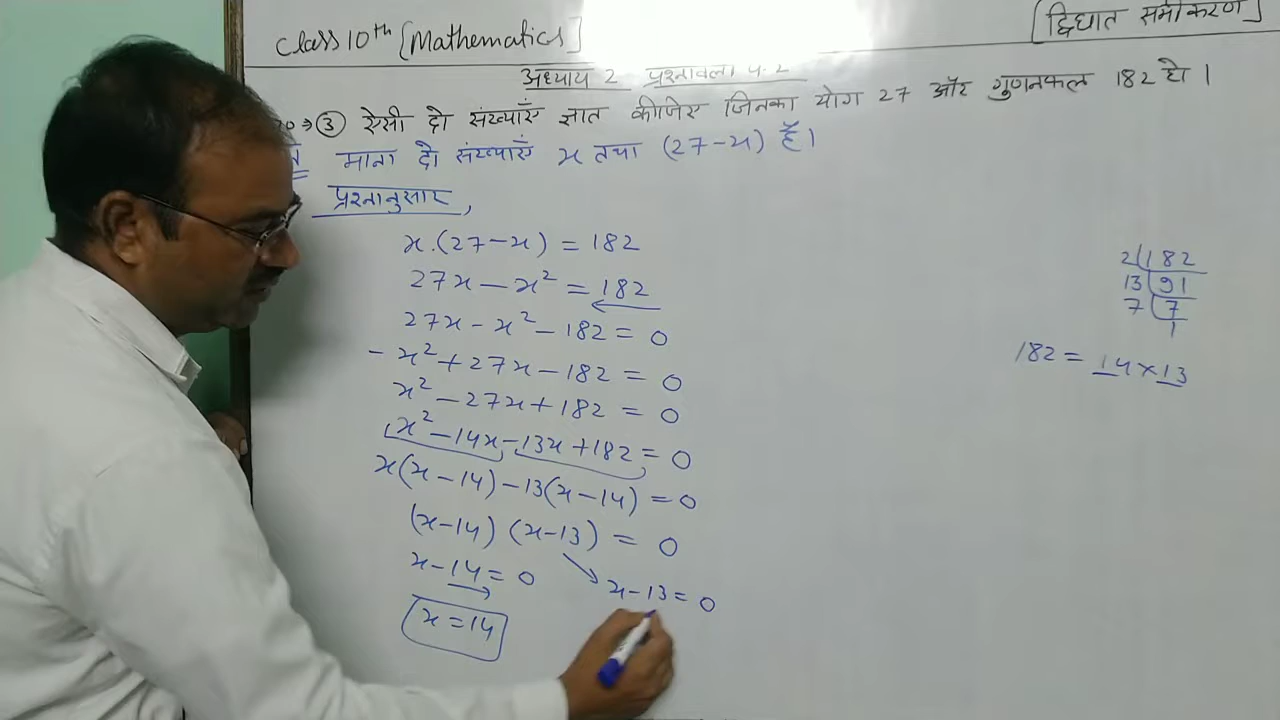 Class 10th [Mathematics]
[द्विघात समीकरण]
अध्याय 2 प्रश्नावली 4.2
③ ऐसी दो संख्याएँ ज्ञात कीजिए जिनका योग 27 और गुणनफल 182 हो।
माना दो संख्याएँ x तथा (27-x) हैं।
प्रश्नानुसार,
x.(27-x) = 182
27x - x² = 182
27x - x² - 182 = 0
- x² + 27x - 182 = 0
x² - 27x + 182 = 0
x² - 14x - 13x + 182 = 0
x(x-14) - 13(x-14) = 0
(x-14) (x-13) = 0
x - 14 = 0
x - 13 = 0
x = 14
2 182
13 91
7 7
1
182 = 14 × 13